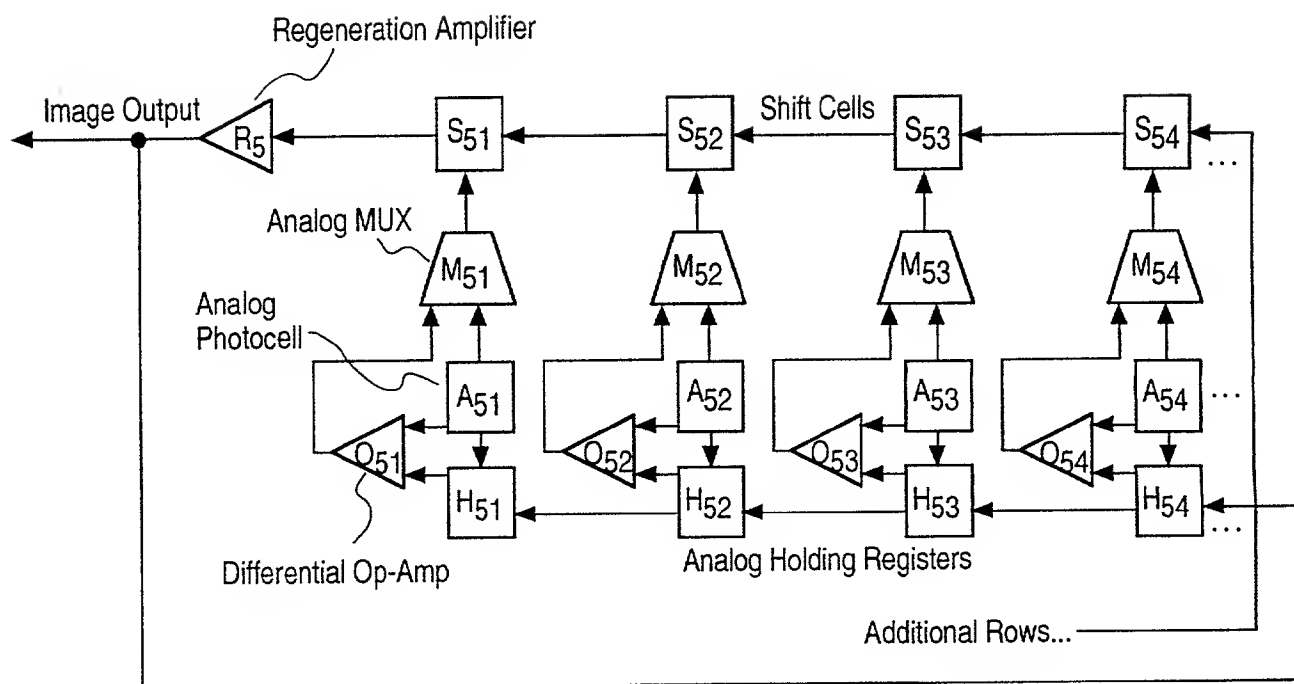 Regeneration Amplifier
Image Output
R5
S51
S52
Shift Cells
S53
S54
...
Analog MUX
M51
M52
M53
M54
Analog
Photocell
A51
A52
A53
A54
...
O51
O52
O53
O54
H51
H52
H53
H54
...
Differential Op-Amp
Analog Holding Registers
Additional Rows...